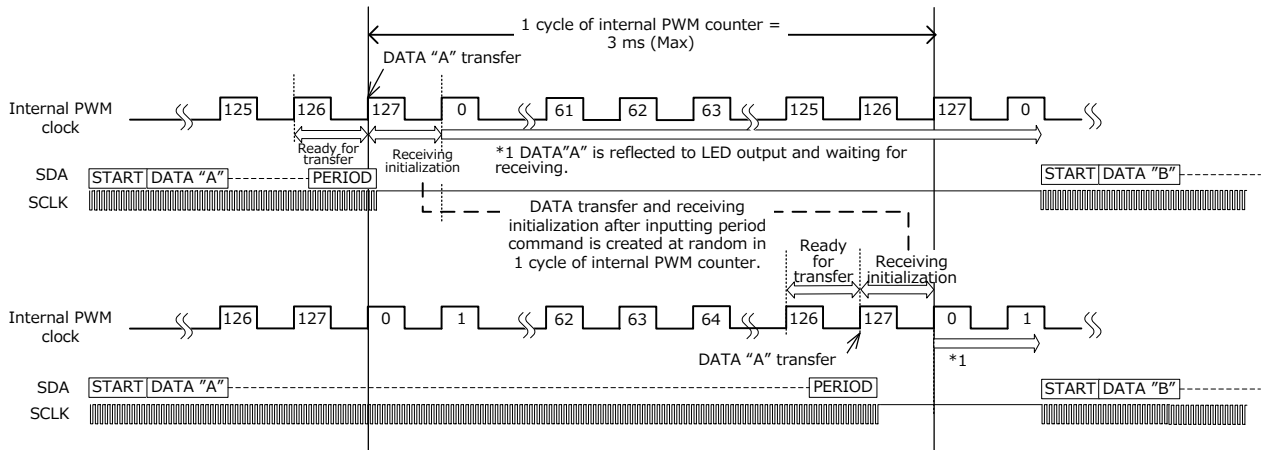 1 cycle of internal PWM counter =
3 ms (Max)
DATA “A” transfer
Internal PWM
clock
125 126 127 0 61 62 63 125 126 127 0
Ready for
transfer
Receiving
initialization
*1 DATA”A” is reflected to LED output and waiting for
receiving.
SDA
START DATA ”A” PERIOD START DATA ”B”
SCLK
DATA transfer and receiving
initialization after inputting period
command is created at random in
1 cycle of internal PWM counter.
Ready
for
transfer
Receiving
initialization
Internal PWM
clock
126 127 0 1 62 63 64 126 127 0 1
DATA “A” transfer
*1
SDA
START DATA ”A” PERIOD START DATA ”B”
SCLK